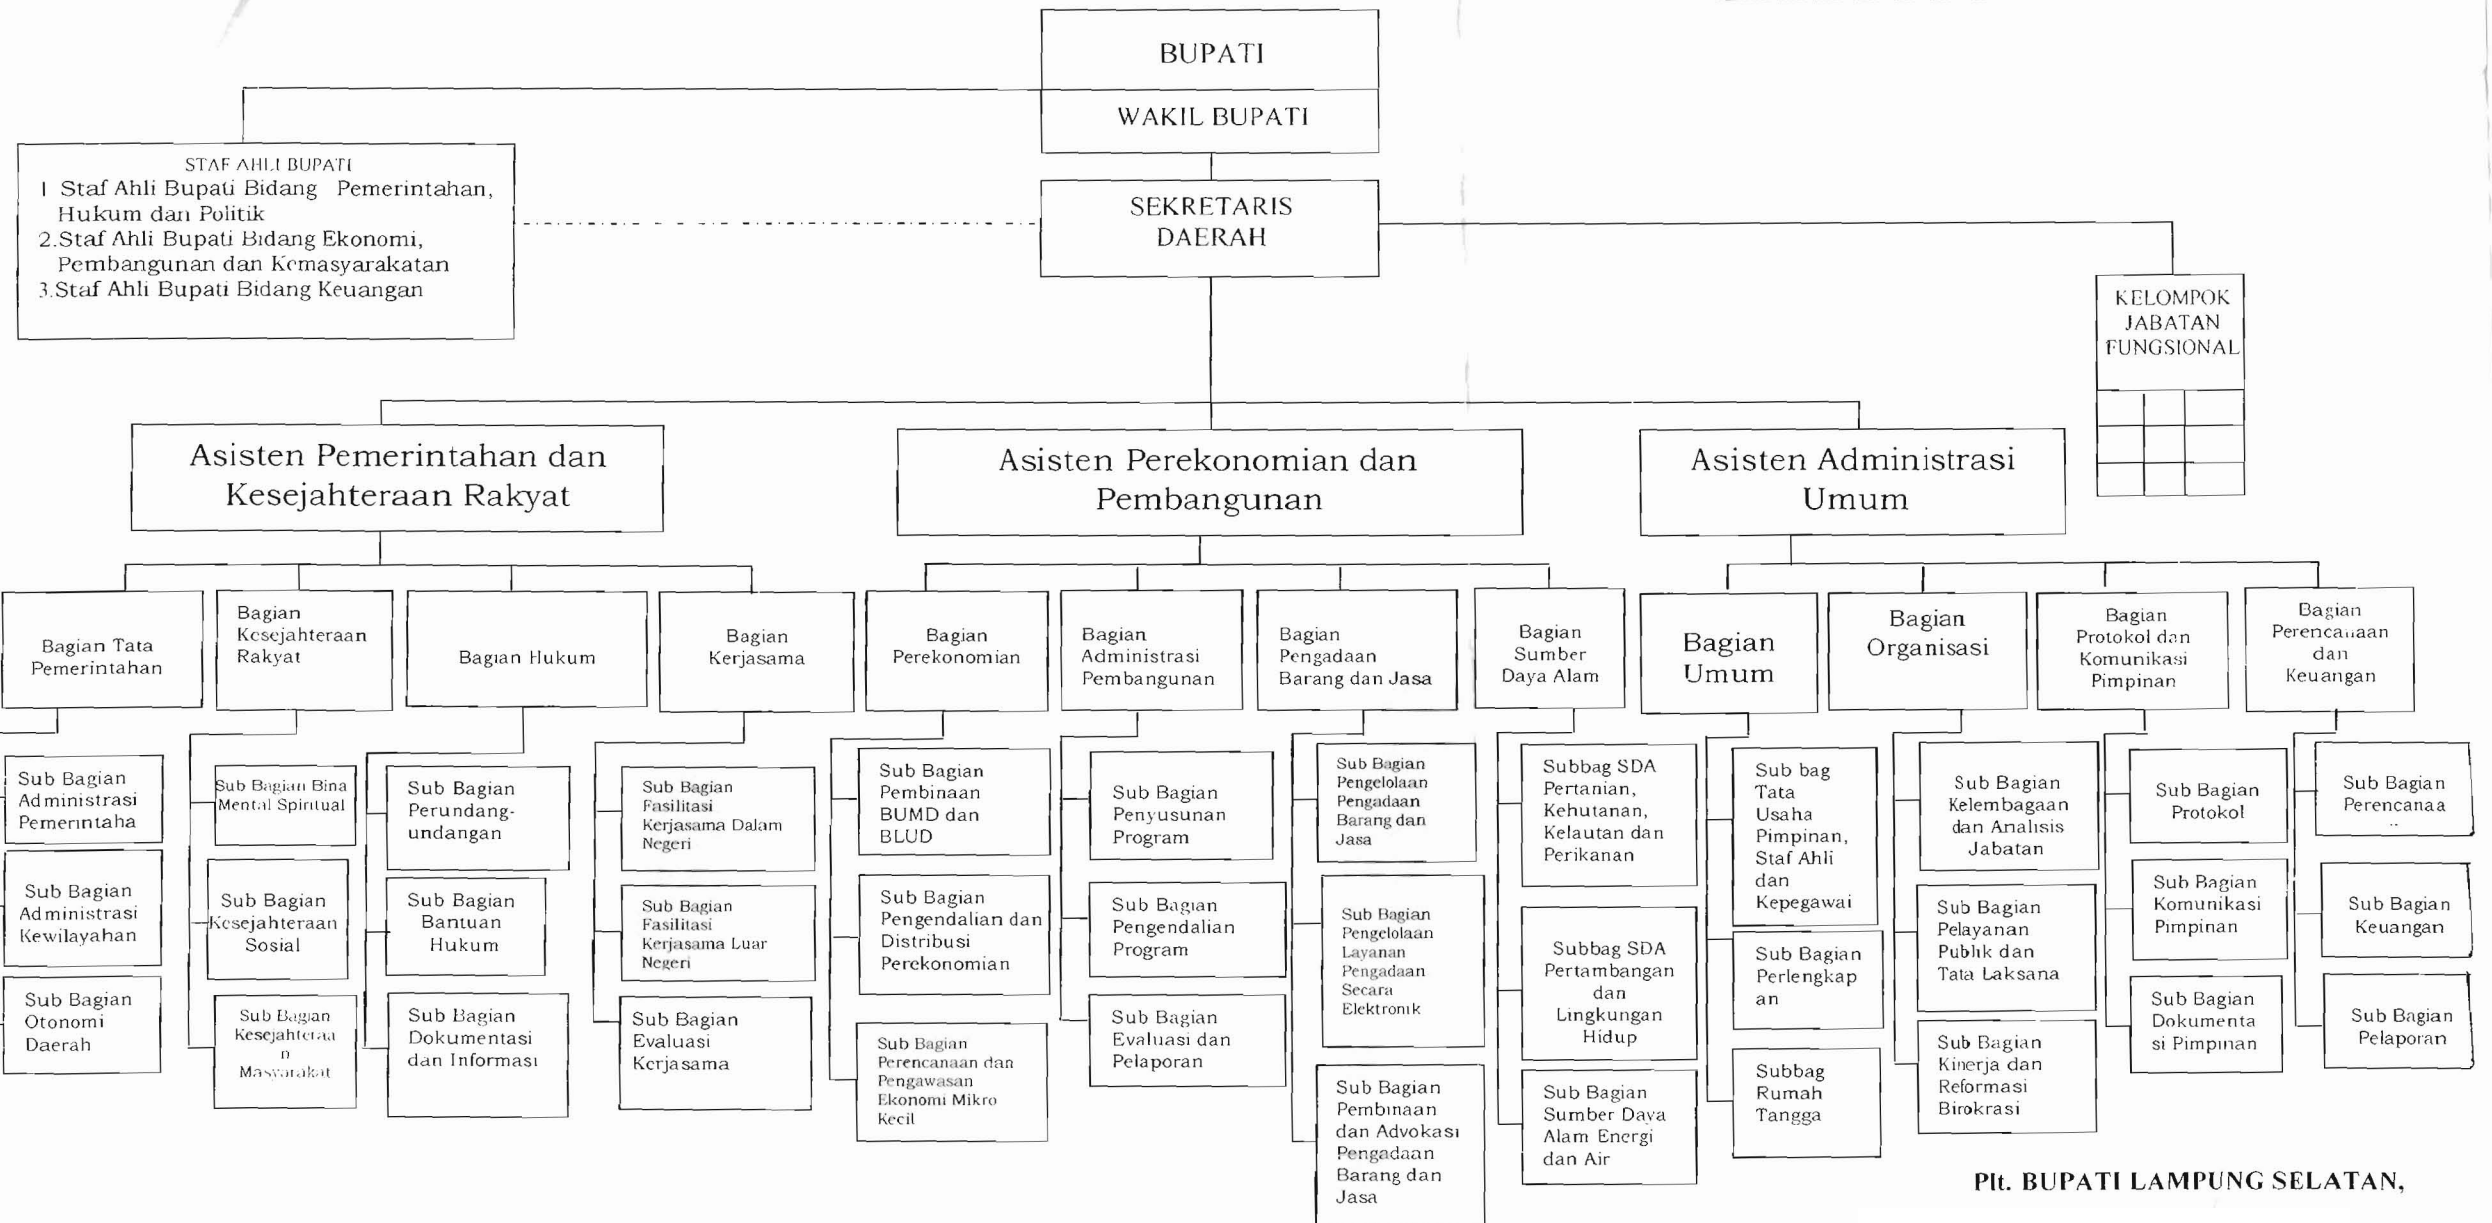 BUPATI
WAKIL BUPATI
STAF AHLI BUPATI
1 Staf Ahli Bupati Bidang Pemerintahan,
Hukum dan Politik
2.Staf Ahli Bupati Bidang Ekonomi,
Pembangunan dan Kemasyarakatan
3.Staf Ahli Bupati Bidang Keuangan
SEKRETARIS
DAERAH
KELOMPOK
JABATAN
FUNGSIONAL
Asisten Pemerintahan dan
Kesejahteraan Rakyat
Asisten Perekonomian dan
Pembangunan
Asisten Administrasi
Umum
Bagian Tata
Pemerintahan
Bagian
Kesejahteraan
Rakyat
Bagian Hukum
Bagian
Kerjasama
Bagian
Perekonomian
Bagian
Administrasi
Pembangunan
Bagian
Pengadaan
Barang dan Jasa
Bagian
Sumber
Daya Alam
Bagian
Umum
Bagian
Organisasi
Bagian
Protokol dan
Komunikasi
Pimpinan
Bagian
Perencanaan
dan
Keuangan
Sub Bagian
Administrasi
Pemerintaha
Sub Bagian
Administrasi
Kewilayahan
Sub Bagian
Otonomi
Daerah
Sub Bagian Bina
Mental Spiritual
Sub Bagian
Kesejahteraan
Sosial
Sub Bagian
Kesejahteraa
n
Masyarakat
Sub Bagian
Perundang-
undangan
Sub Bagian
Bantuan
Hukum
Sub Bagian
Dokumentasi
dan Informasi
Sub Bagian
Fasilitasi
Kerjasama Dalam
Negeri
Sub Bagian
Fasilitasi
Kerjasama Luar
Negeri
Sub Bagian
Evaluasi
Kerjasama
Sub Bagian
Pembinaan
BUMD dan
BLUD
Sub Bagian
Pengendalian dan
Distribusi
Perekonomian
Sub Bagian
Perencanaan dan
Pengawasan
Ekonomi Mikro
Kecil
Sub Bagian
Penyusunan
Program
Sub Bagian
Pengendalian
Program
Sub Bagian
Evaluasi dan
Pelaporan
Sub Bagian
Pengelolaan
Pengadaan
Barang dan
Jasa
Sub Bagian
Pengelolaan
Layanan
Pengadaan
Secara
Elektronik
Sub Bagian
Pembinaan
dan Advokasi
Pengadaan
Barang dan
Jasa
Subbag SDA
Pertanian,
Kehutanan,
Kelautan dan
Perikanan
Subbag SDA
Pertambangan
dan
Lingkungan
Hidup
Sub Bagian
Sumber Daya
Alam Energi
dan Air
Sub bag
Tata
Usaha
Pimpinan,
Staf Ahli
dan
Kepegawai
Sub Bagian
Perlengkap
an
Subbag
Rumah
Tangga
Sub Bagian
Kelembagaan
dan Analisis
Jabatan
Sub Bagian
Pelayanan
Publik dan
Tata Laksana
Sub Bagian
Kinerja dan
Reformasi
Birokrasi
Sub Bagian
Protokol
Sub Bagian
Komunikasi
Pimpinan
Sub Bagian
Dokumenta
si Pimpinan
Sub Bagian
Perencanaa
Sub Bagian
Keuangan
Sub Bagian
Pelaporan
Plt. BUPATI LAMPUNG SELATAN,